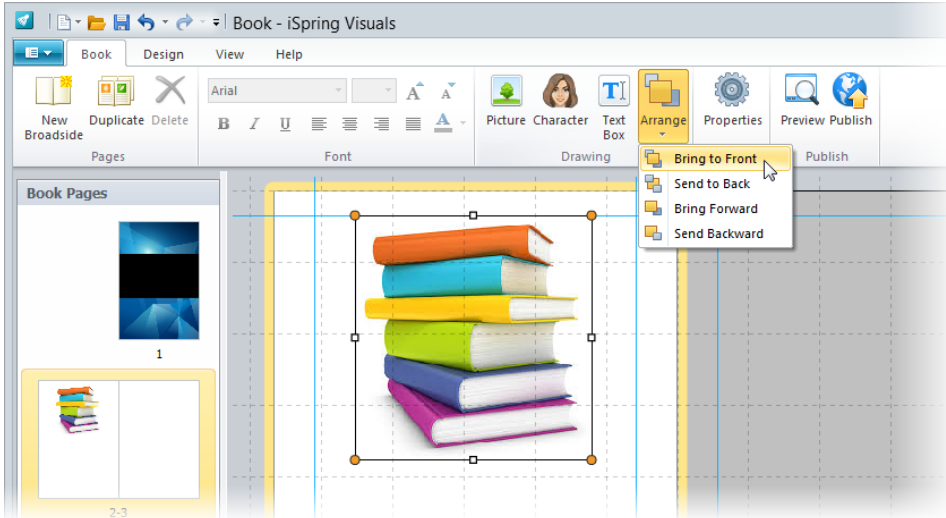 Book - iSpring Visuals
Book Design View Help
New Broadside
Duplicate Delete
Arial
A A
B I U A
Picture Character Text Box Arrange Properties Preview Publish
Pages Font Drawing Publish
Bring to Front
Send to Back
Bring Forward
Send Backward
Book Pages
1
2-3